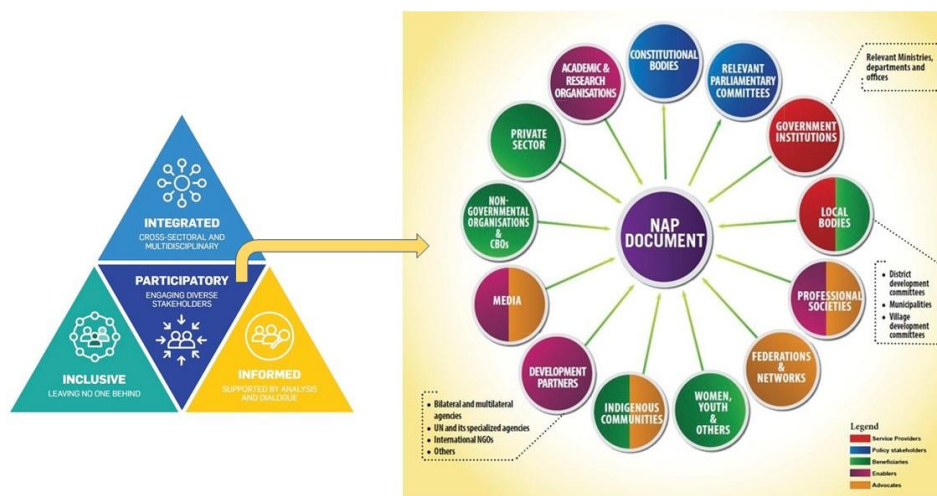 INTEGRATED
CROSS-SECTORAL AND
MULTIDISCIPLINARY
PARTICIPATORY
ENGAGING DIVERSE
STAKEHOLDERS
INCLUSIVE
LEAVING NO ONE BEHIND
INFORMED
SUPPORTED BY ANALYSIS
AND DIALOGUE
NAP
DOCUMENT
CONSTITUTIONAL
BODIES
RELEVANT
PARLIAMENTARY
COMMITTEES
GOVERNMENT
INSTITUTIONS
Relevant Ministries,
departments and
offices
LOCAL
BODIES
• District
development
committees
• Municipalities
• Village
development
committees
PROFESSIONAL
SOCIETIES
FEDERATIONS
&
NETWORKS
WOMEN,
YOUTH
&
OTHERS
INDIGENOUS
COMMUNITIES
DEVELOPMENT
PARTNERS
• Bilateral and multilateral
agencies
• UN and its specialized agencies
• International NGOs
• Others
MEDIA
NON-
GOVERNMENTAL
ORGANISATIONS
&
CBOs
PRIVATE
SECTOR
ACADEMIC &
RESEARCH
ORGANISATIONS
Legend
Service Providers
Policy stakeholders
Beneficiaries
Enablers
Advocates